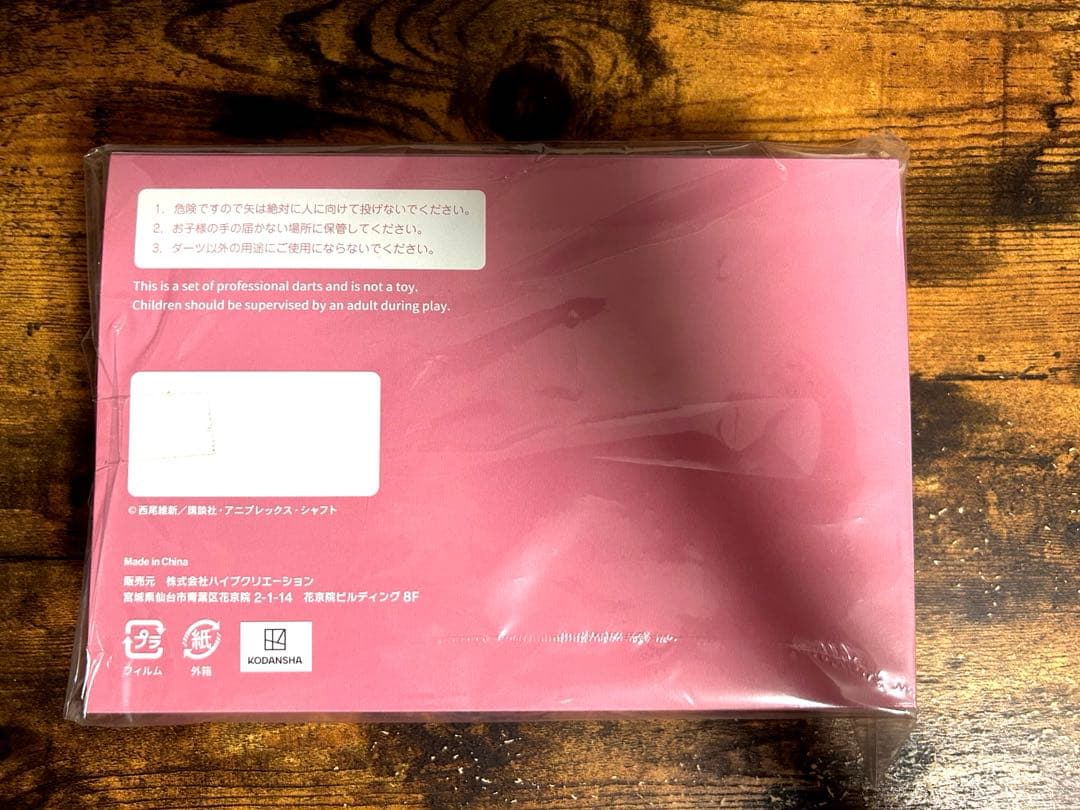 1. 危険ですので矢は絶対に人に向けて投げないでください。
2. お子様の手の届かない場所に保管してください。
3. ダーツ以外の用途にご使用にならないでください。
This is a set of professional darts and is not a toy.
Children should be supervised by an adult during play.
©西尾維新／講談社・アニプレックス・シャフト
Made in China
販売元 株式会社ハイプクリエーション
宮城県仙台市青葉区花京院 2-1-14 花京院ビルディング 8F
プラ
フィルム
紙
外箱
KODANSHA